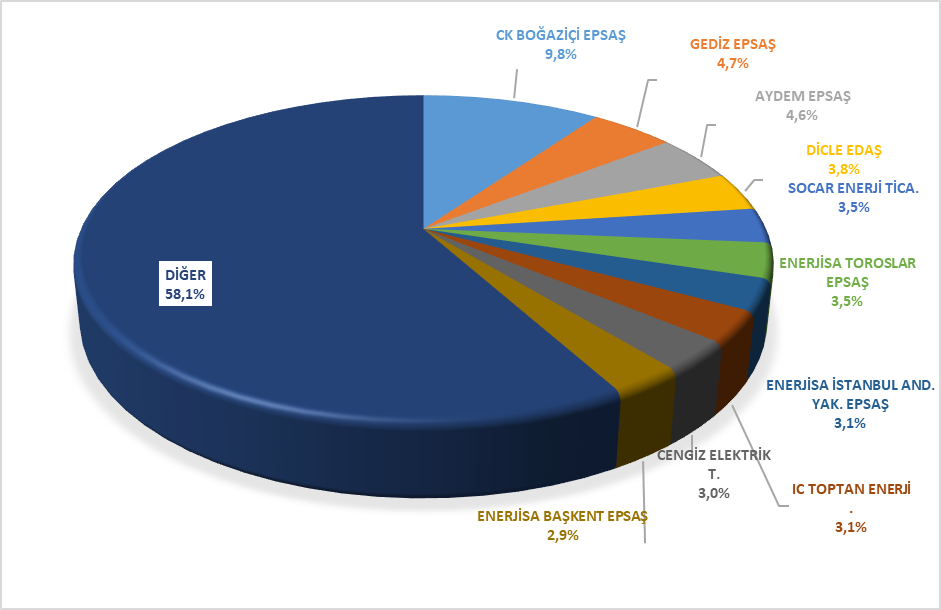 CK BOĞAZİÇİ EPSAŞ
9,8%
GEDİZ EPSAŞ
4,7%
AYDEM EPSAŞ
4,6%
DİCLE EDAŞ
3,8%
SOCAR ENERJİ TİCA.
3,5%
ENERJİSA TOROSLAR
EPSAŞ
3,5%
DİĞER
58,1%
ENERJİSA İSTANBUL AND.
YAK. EPSAŞ
3,1%
CENGİZ ELEKTRİK
T.
3,0%
IC TOPTAN ENERJİ
.
3,1%
ENERJİSA BAŞKENT EPSAŞ
2,9%